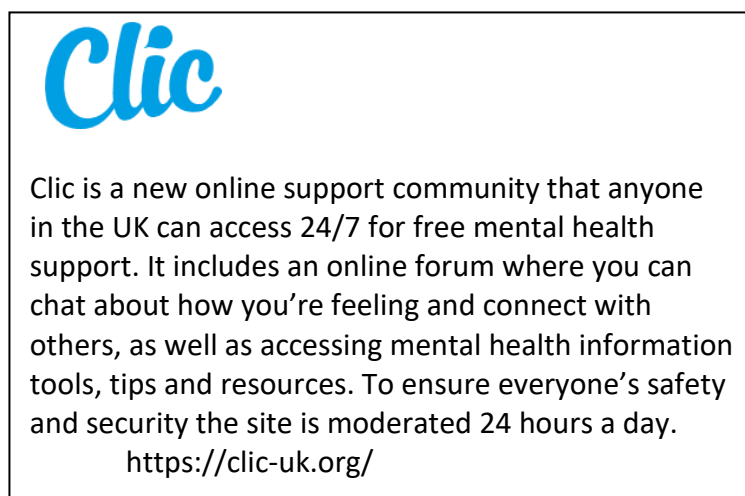 Clic
Clic is a new online support community that anyone
in the UK can access 24/7 for free mental health
support. It includes an online forum where you can
chat about how you’re feeling and connect with
others, as well as accessing mental health information
tools, tips and resources. To ensure everyone’s safety
and security the site is moderated 24 hours a day.
https://clic-uk.org/